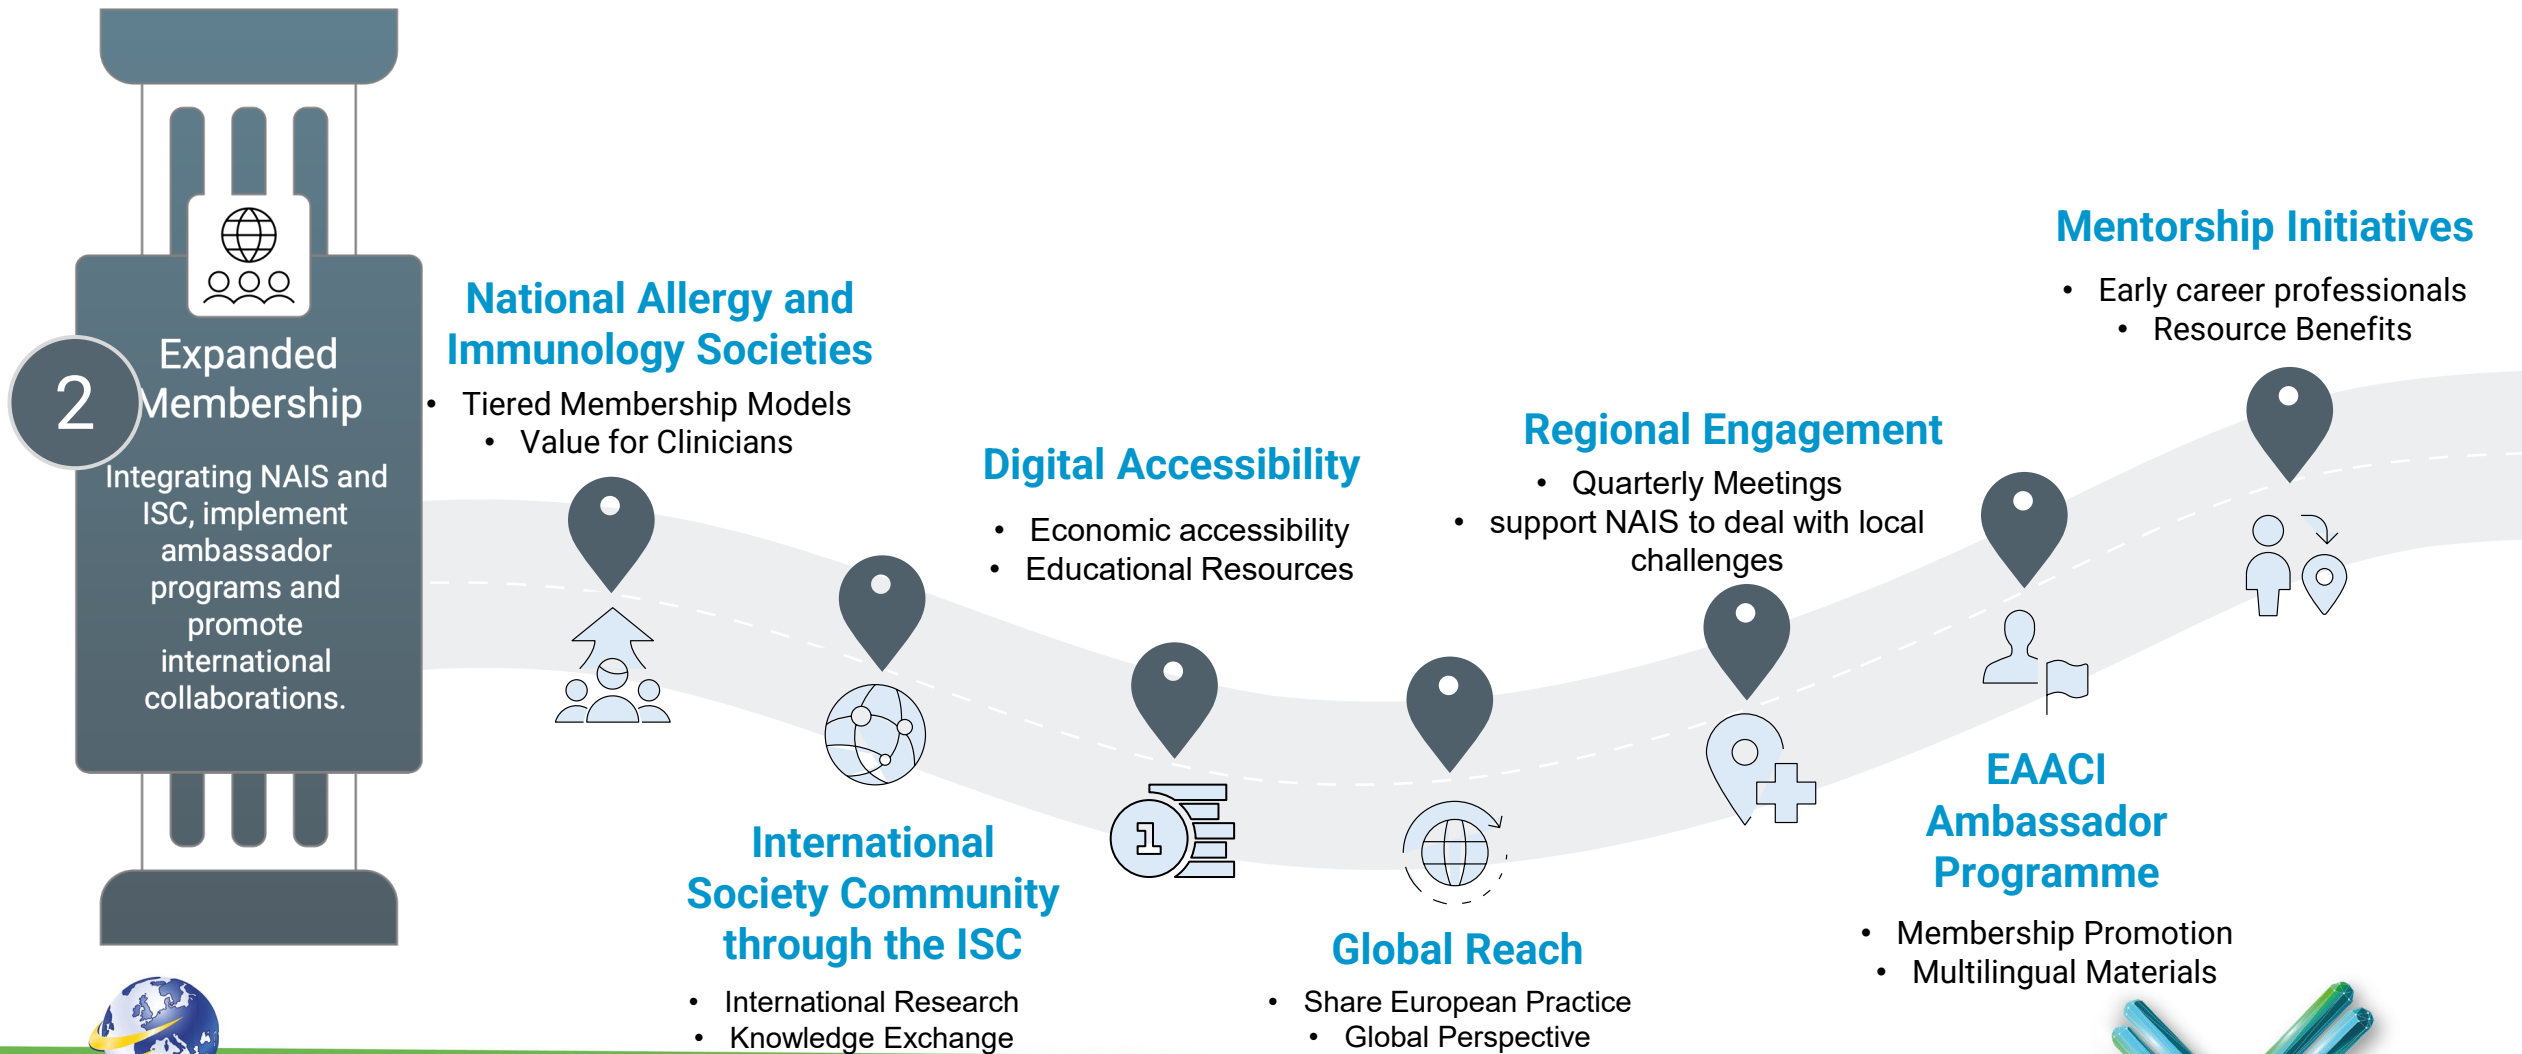 2
Expanded
Membership
Integrating NAIS and
ISC, implement
ambassador
programs and
promote
international
collaborations.
National Allergy and
Immunology Societies
• Tiered Membership Models
• Value for Clinicians
International
Society Community
through the ISC
• International Research
• Knowledge Exchange
Digital Accessibility
• Economic accessibility
• Educational Resources
1
Global Reach
• Share European Practice
• Global Perspective
Regional Engagement
• Quarterly Meetings
• support NAIS to deal with local
challenges
EAACI
Ambassador
Programme
• Membership Promotion
• Multilingual Materials
Mentorship Initiatives
• Early career professionals
• Resource Benefits